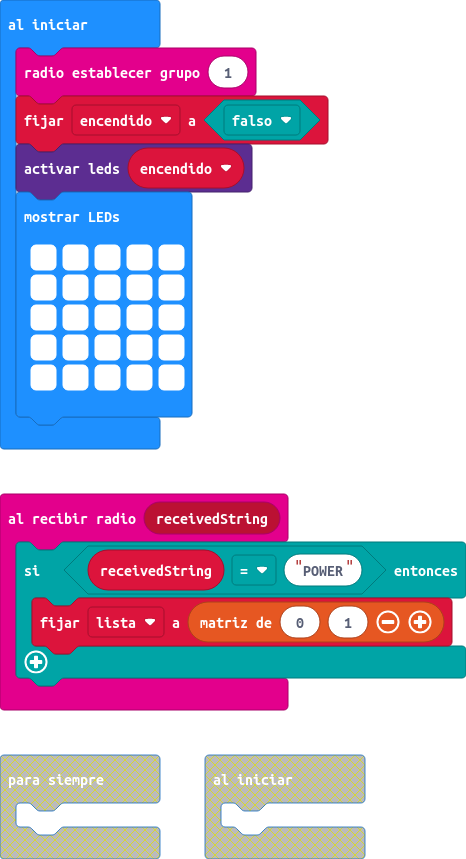 al iniciar
radio establecer grupo 1
fijar encendido a falso
activar leds encendido
mostrar LEDs
al recibir radio receivedString
si receivedString = "POWER" entonces
fijar lista a matriz de 0 1
para siempre
al iniciar